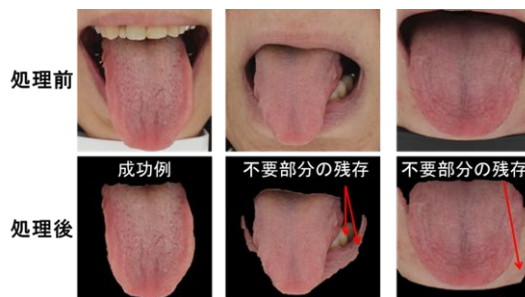 処理前
成功例
不要部分の残存
不要部分の残存
処理後